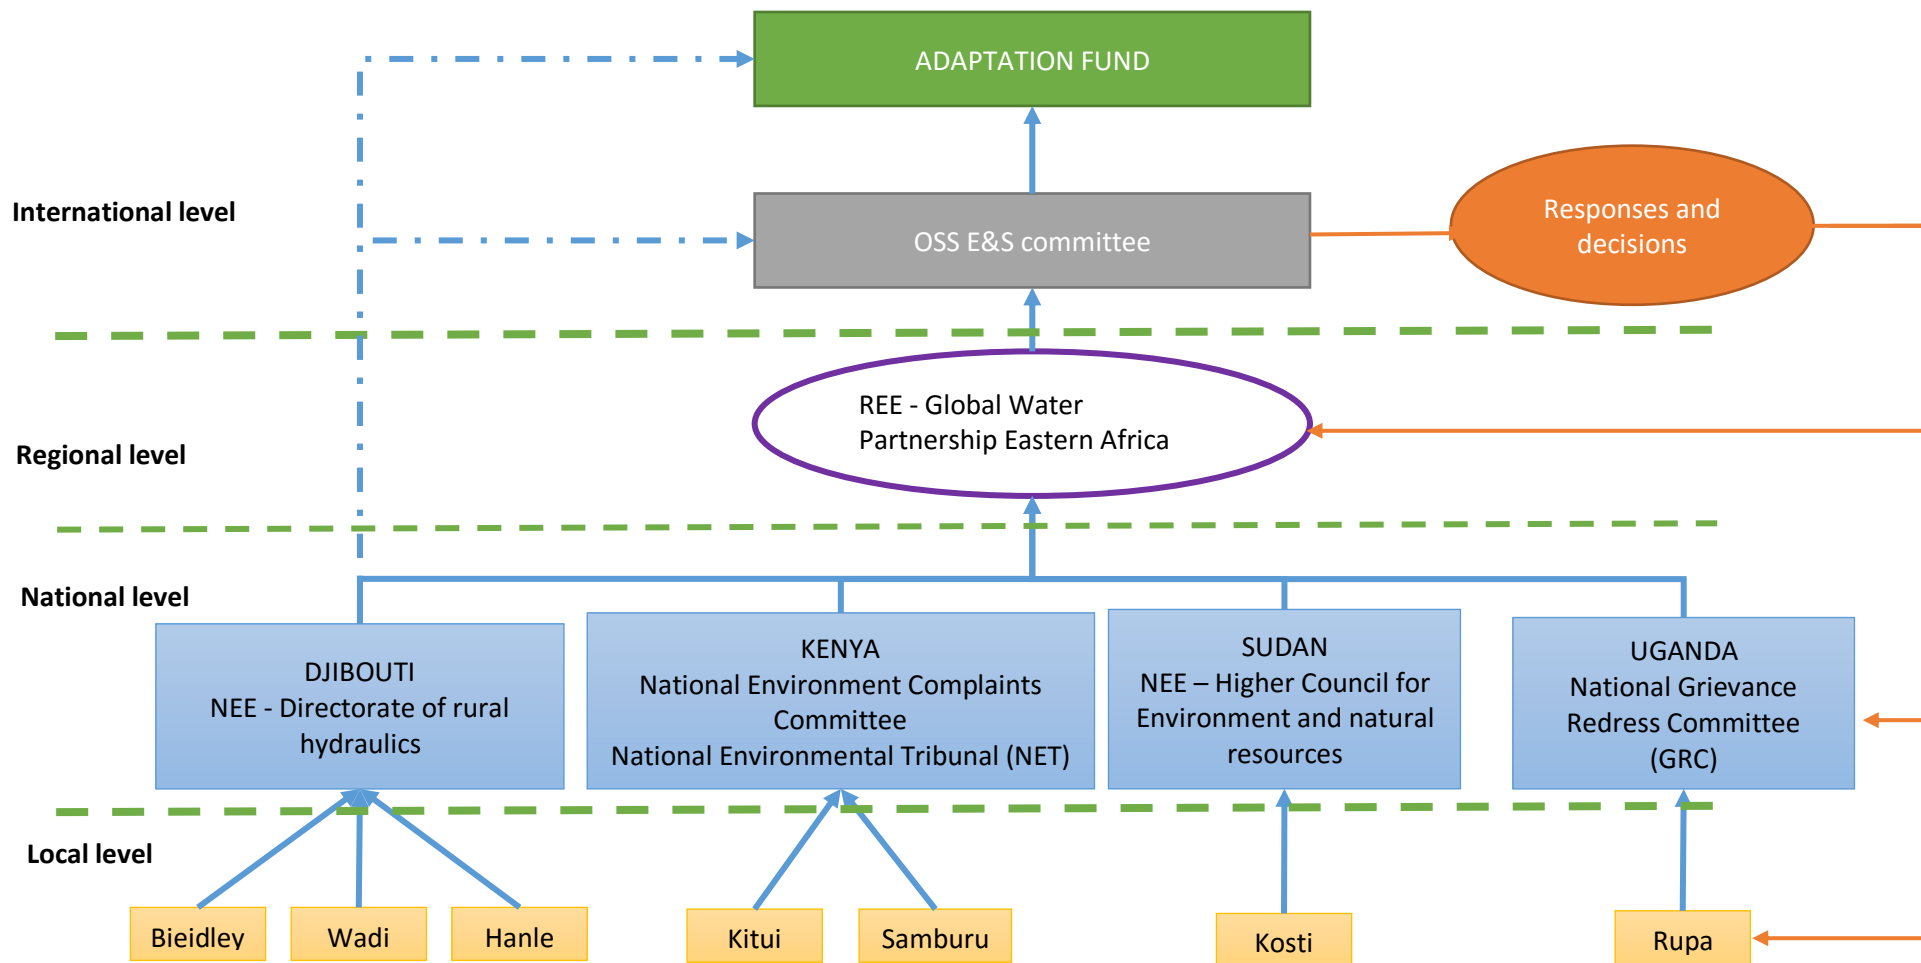 ADAPTATION FUND
International level
OSS E&S committee
Responses and
decisions
Regional level
REE - Global Water
Partnership Eastern Africa
National level
DJIBOUTI
NEE - Directorate of rural
hydraulics
KENYA
National Environment Complaints
Committee
National Environmental Tribunal (NET)
SUDAN
NEE – Higher Council for
Environment and natural
resources
UGANDA
National Grievance
Redress Committee
(GRC)
Local level
Bieidley
Wadi
Hanle
Kitui
Samburu
Kosti
Rupa